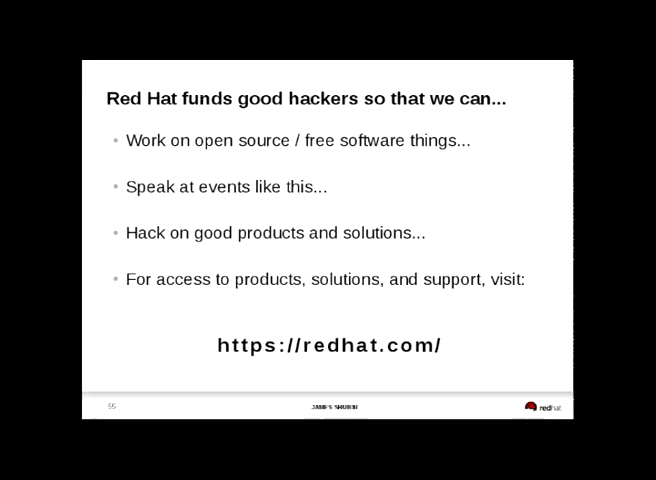 Red Hat funds good hackers so that we can...
• Work on open source / free software things...
• Speak at events like this...
• Hack on good products and solutions...
• For access to products, solutions, and support, visit:
https://redhat.com/
55
JAMES SHUBIN
redhat